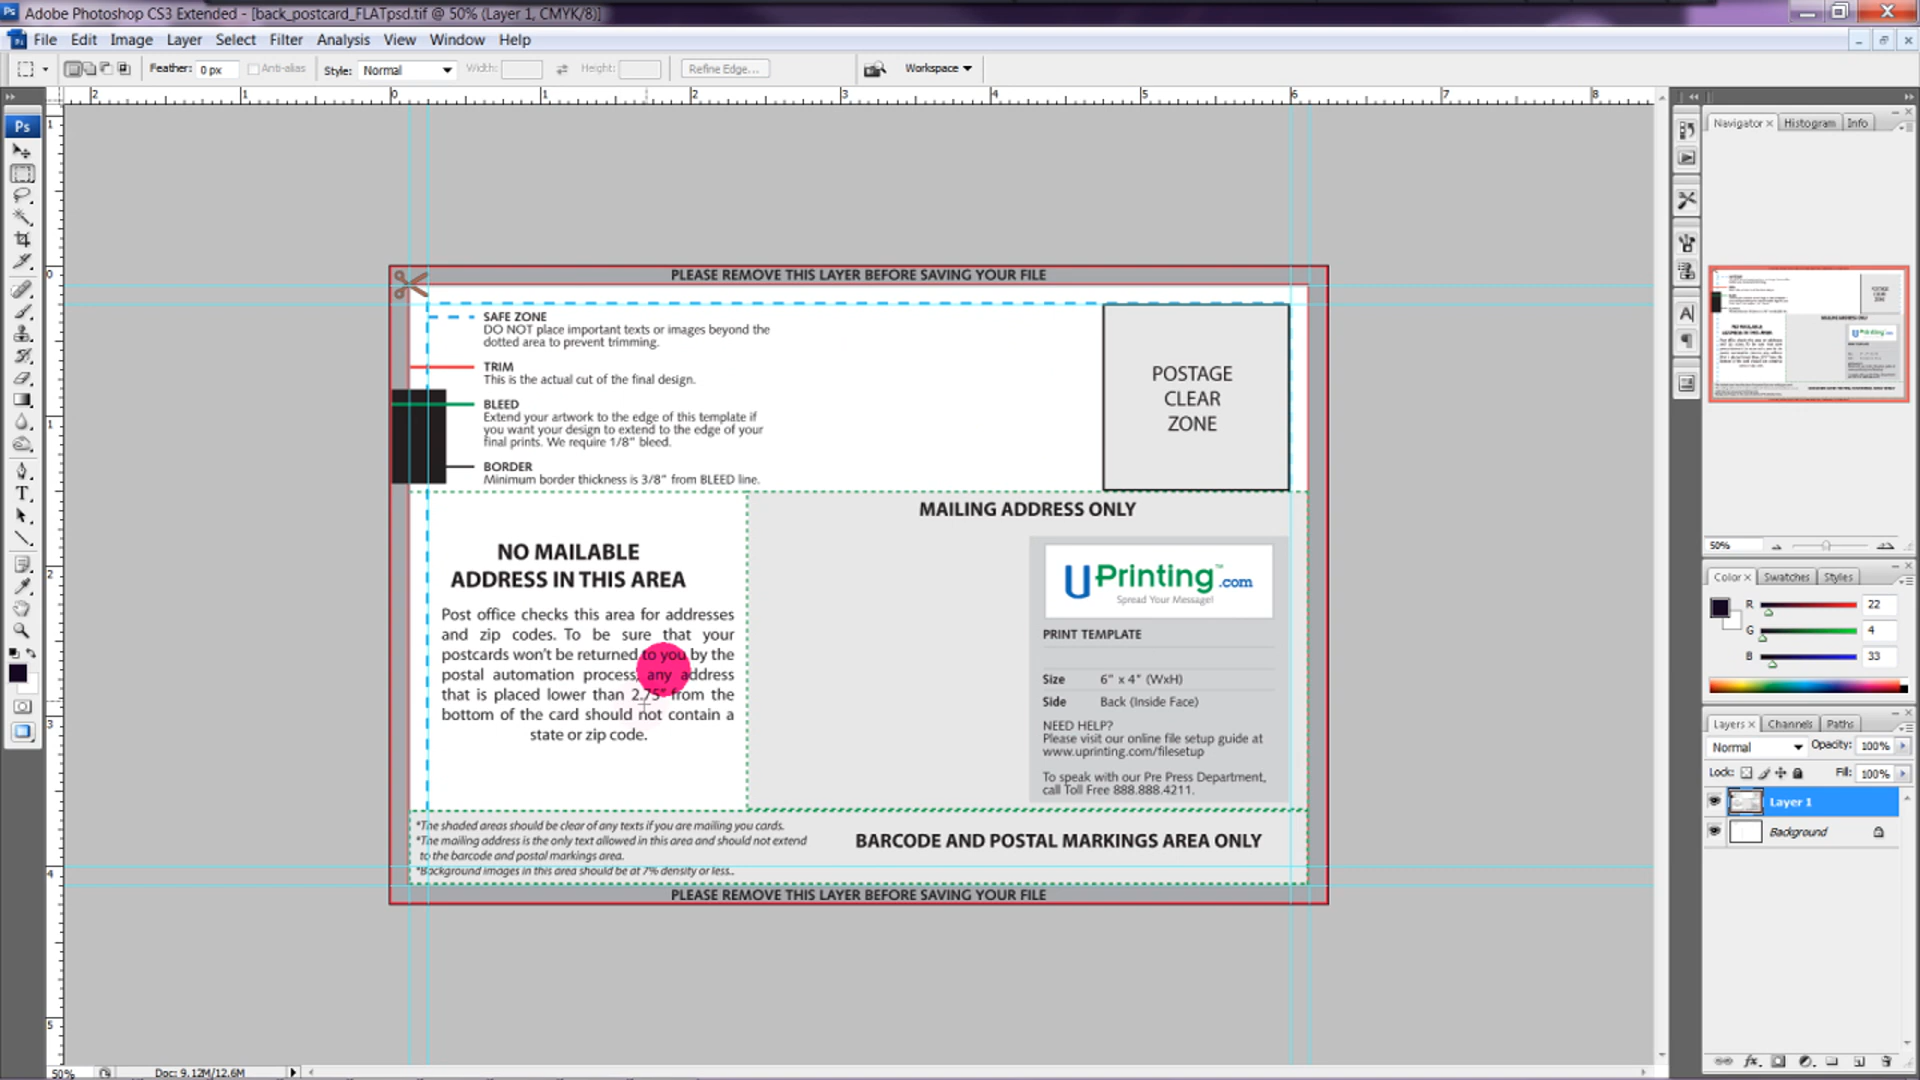 Adobe Photoshop CS3 Extended - [back_postcard_FLATpsd.tif @ 50% (Layer 1, CMYK/8)]
File Edit Image Layer Select Filter Analysis View Window Help
Feather: 0 px Anti-alias Style: Normal Width: Height: Refine Edge... Workspace
2 1 0 1 2 3 4 5 6 7 8
Ps
Navigator Histogram Info
PLEASE REMOVE THIS LAYER BEFORE SAVING YOUR FILE
SAFE ZONE
DO NOT place important texts or images beyond the
dotted area to prevent trimming.
TRIM
This is the actual cut of the final design.
BLEED
Extend your artwork to the edge of this template if
you want your design to extend to the edge of your
final prints. We require 1/8" bleed.
BORDER
Minimum border thickness is 3/8" from BLEED line.
POSTAGE
CLEAR
ZONE
MAILING ADDRESS ONLY
NO MAILABLE
ADDRESS IN THIS AREA
Post office checks this area for addresses
and zip codes. To be sure that your
postcards won't be returned to you by the
postal automation process, any address
that is placed lower than 2.75" from the
bottom of the card should not contain a
state or zip code.
UPrinting™.com
Spread Your Message!
PRINT TEMPLATE
Size 6" x 4" (WxH)
Side Back (Inside Face)
NEED HELP?
Please visit our online file setup guide at
www.uprinting.com/filesetup
To speak with our Pre Press Department,
call Toll Free 888.888.4211.
*The shaded areas should be clear of any texts if you are mailing you cards.
*The mailing address is the only text allowed in this area and should not extend
to the barcode and postal markings area.
*Background images in this area should be at 7% density or less..
BARCODE AND POSTAL MARKINGS AREA ONLY
PLEASE REMOVE THIS LAYER BEFORE SAVING YOUR FILE
50%
Color Swatches Styles
R 22
G 4
B 33
Layers Channels Paths
Normal Opacity: 100%
Lock: Fill: 100%
Layer 1
Background
50% Doc: 9.12M/12.6M